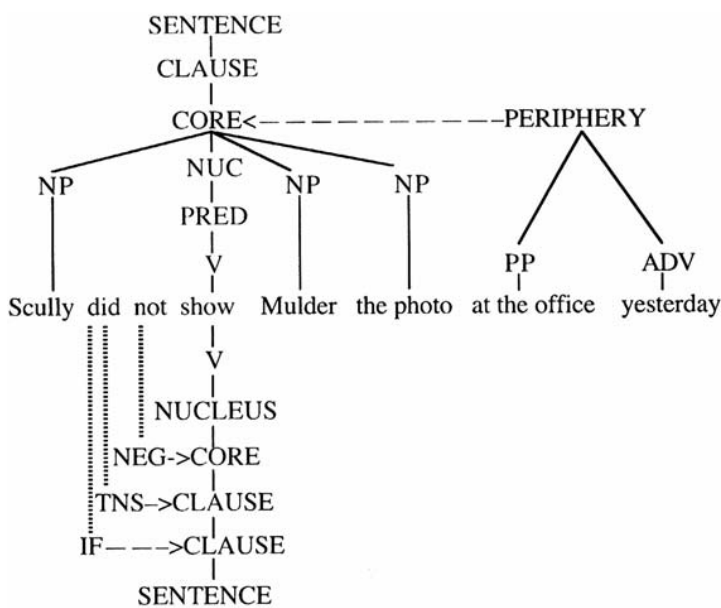 SENTENCE
CLAUSE
CORE<– – – – – – – – – –PERIPHERY
NP NUC NP NP
PRED
V PP ADV
Scully did not show Mulder the photo at the office yesterday
V
NUCLEUS
NEG->CORE
TNS–>CLAUSE
IF– – – –>CLAUSE
SENTENCE